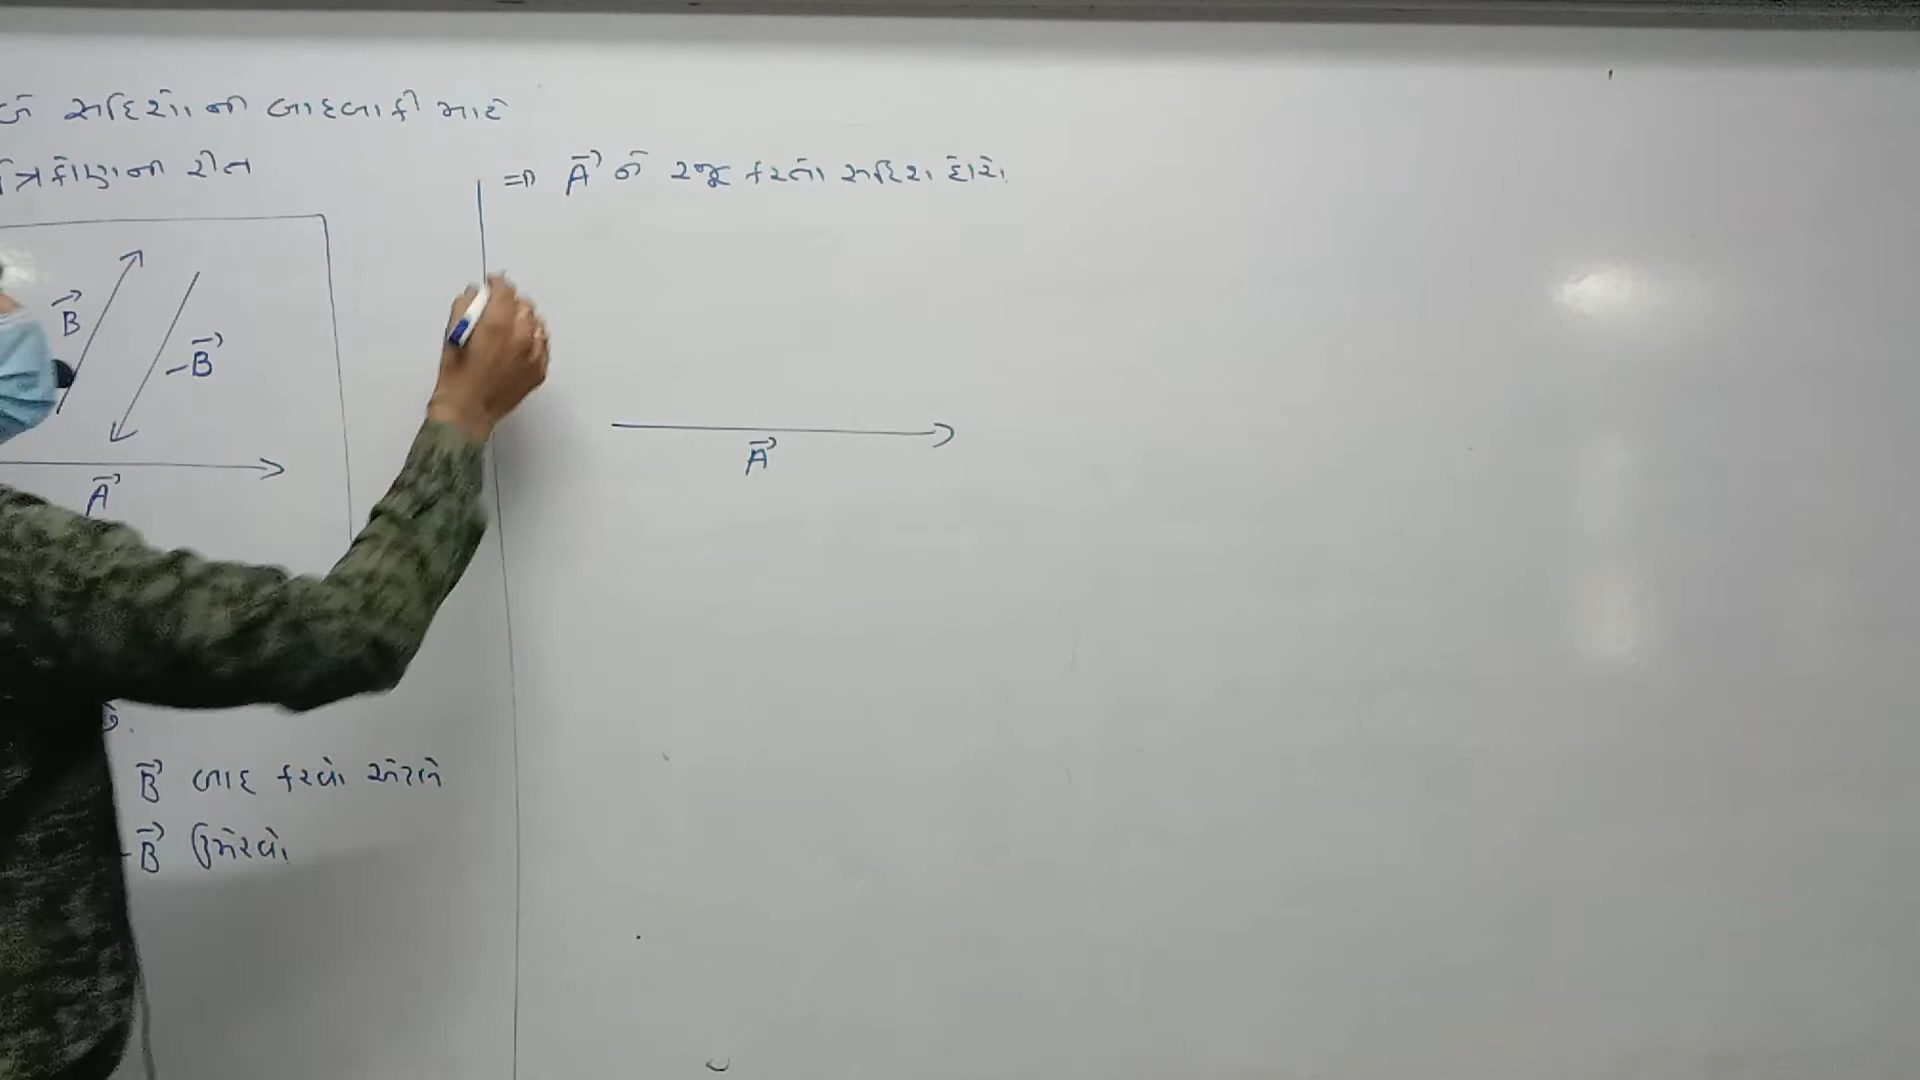 સદિશોની બાદબાકી માટે
ત્રિકોણની રીત
B⃗
-B⃗
A⃗
છે.
B⃗ બાદ કરવો એટલે
-B⃗ ઉમેરવો
⇒ A⃗ ને રજૂ કરતો સદિશ દોરો
A⃗